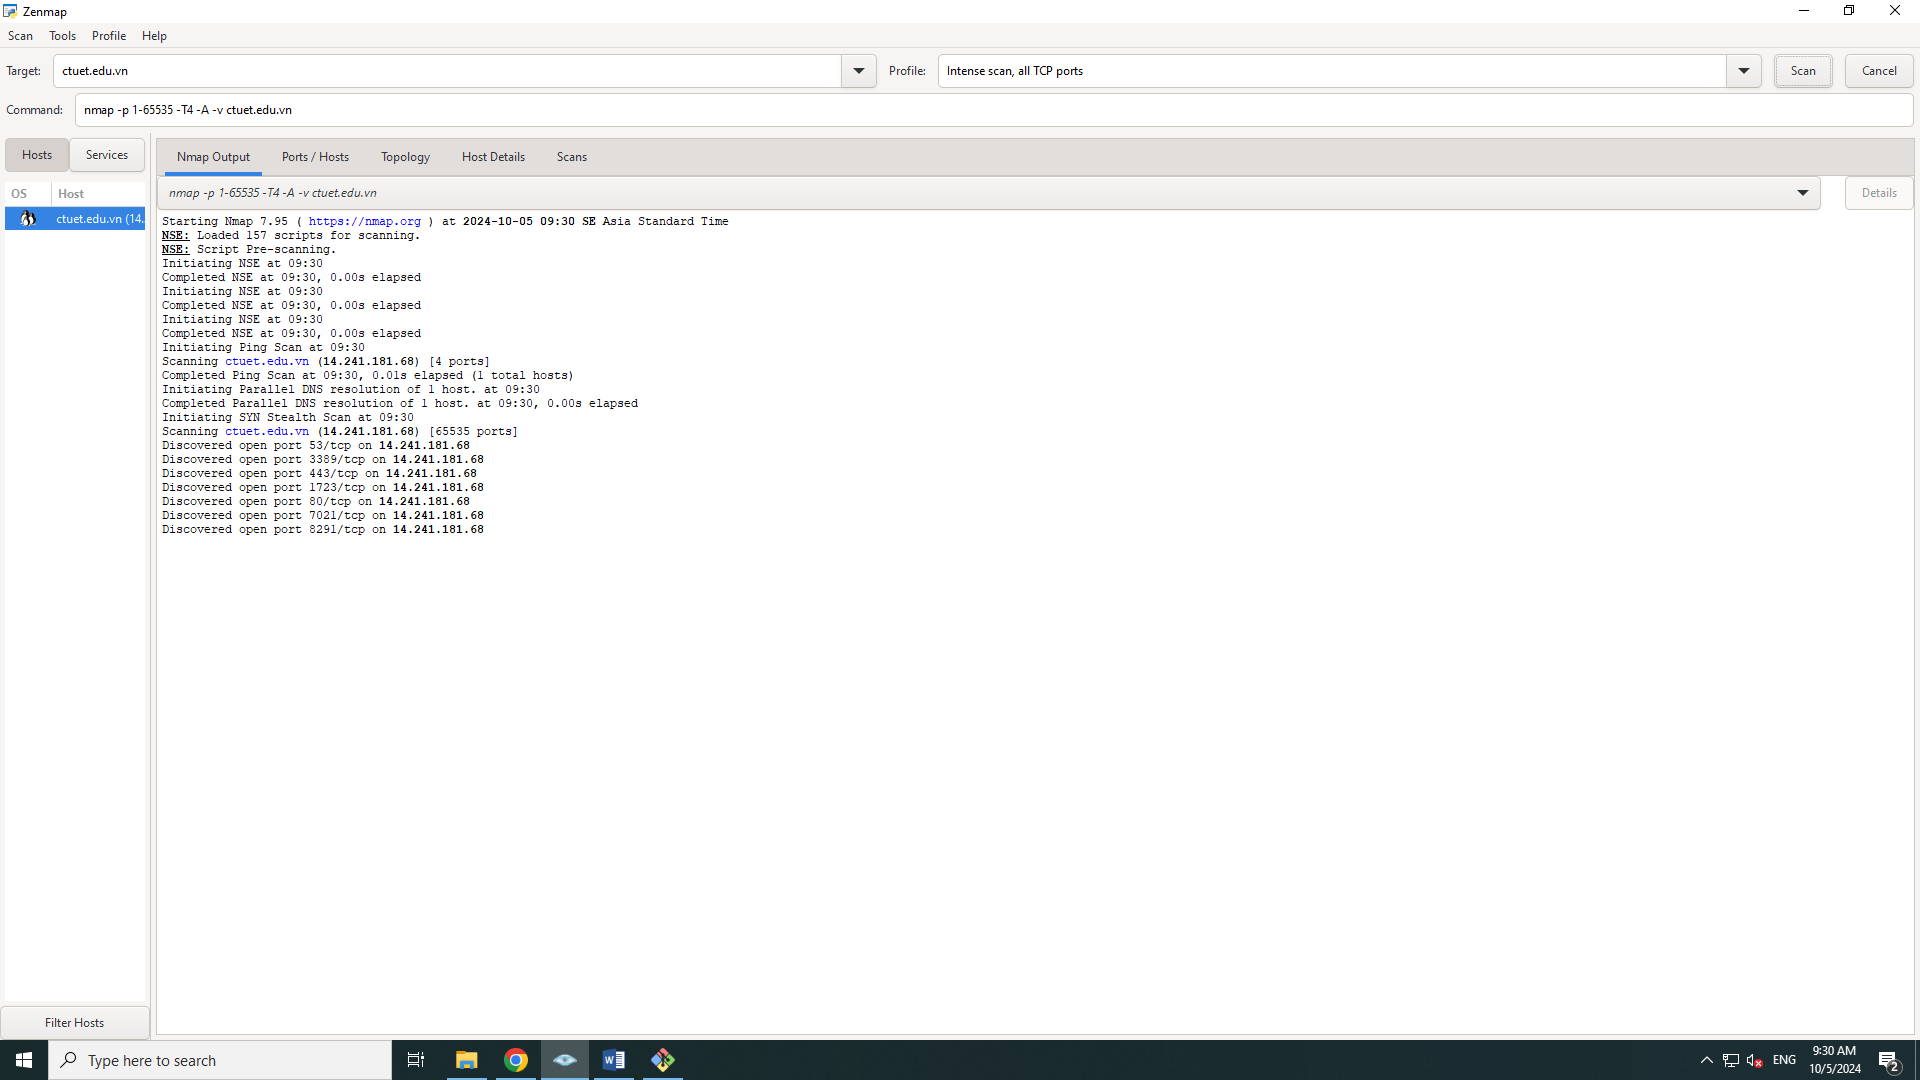 Zenmap
Scan Tools Profile Help
Target: ctuet.edu.vn Profile: Intense scan, all TCP ports Scan Cancel
Command: nmap -p 1-65535 -T4 -A -v ctuet.edu.vn
Hosts Services Nmap Output Ports / Hosts Topology Host Details Scans
nmap -p 1-65535 -T4 -A -v ctuet.edu.vn Details
OS Host
ctuet.edu.vn (14.
Starting Nmap 7.95 ( https://nmap.org ) at 2024-10-05 09:30 SE Asia Standard Time
NSE: Loaded 157 scripts for scanning.
NSE: Script Pre-scanning.
Initiating NSE at 09:30
Completed NSE at 09:30, 0.00s elapsed
Initiating NSE at 09:30
Completed NSE at 09:30, 0.00s elapsed
Initiating NSE at 09:30
Completed NSE at 09:30, 0.00s elapsed
Initiating Ping Scan at 09:30
Scanning ctuet.edu.vn (14.241.181.68) [4 ports]
Completed Ping Scan at 09:30, 0.01s elapsed (1 total hosts)
Initiating Parallel DNS resolution of 1 host. at 09:30
Completed Parallel DNS resolution of 1 host. at 09:30, 0.00s elapsed
Initiating SYN Stealth Scan at 09:30
Scanning ctuet.edu.vn (14.241.181.68) [65535 ports]
Discovered open port 53/tcp on 14.241.181.68
Discovered open port 3389/tcp on 14.241.181.68
Discovered open port 443/tcp on 14.241.181.68
Discovered open port 1723/tcp on 14.241.181.68
Discovered open port 80/tcp on 14.241.181.68
Discovered open port 7021/tcp on 14.241.181.68
Discovered open port 8291/tcp on 14.241.181.68
Filter Hosts
Type here to search
ENG
9:30 AM
10/5/2024
2